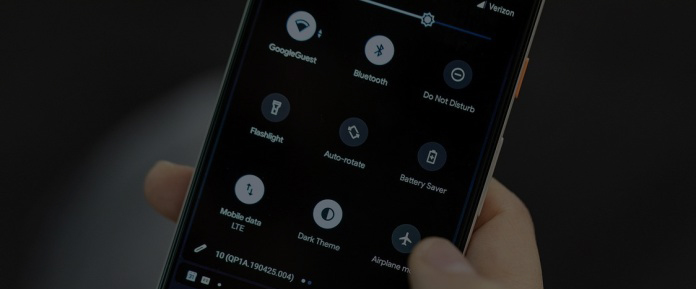 Verizon
GoogleGuest
Bluetooth
Do Not Disturb
Flashlight
Auto-rotate
Battery Saver
Mobile data
LTE
Dark Theme
Airplane m
10 (QP1A.190425.004)